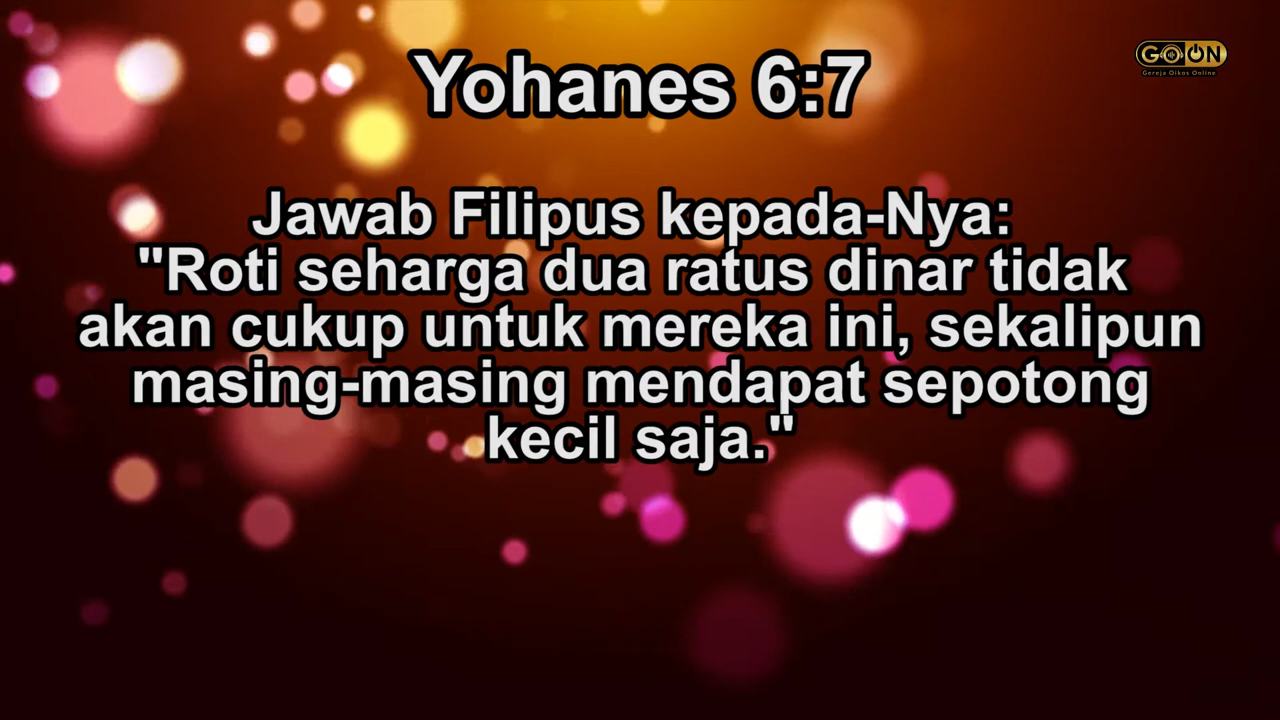 GOON
Gereja Oikos Online
Yohanes 6:7
Jawab Filipus kepada-Nya:
"Roti seharga dua ratus dinar tidak
akan cukup untuk mereka ini, sekalipun
masing-masing mendapat sepotong
kecil saja."